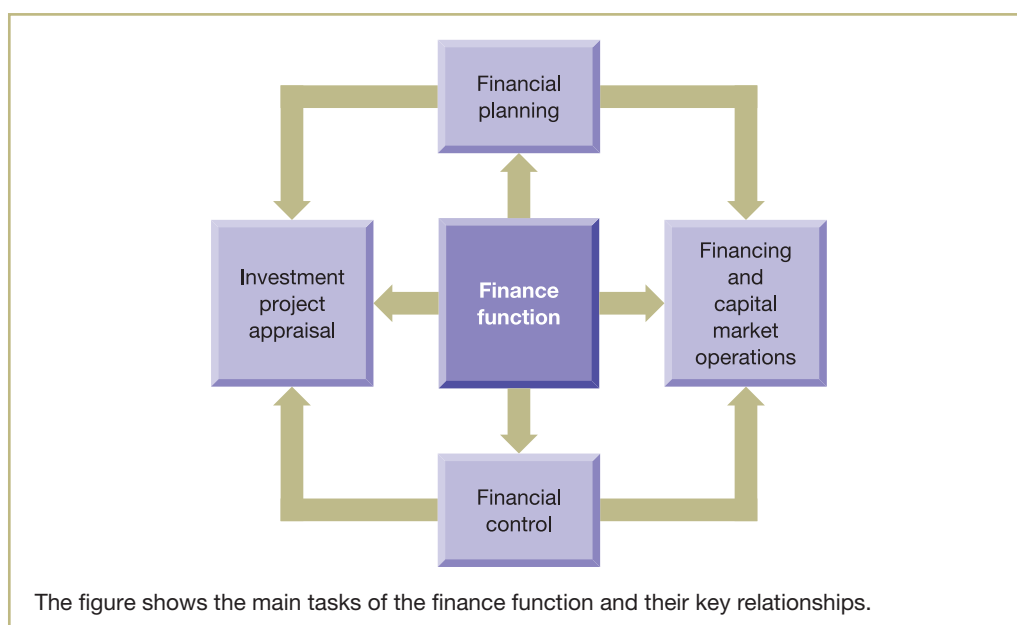 Financial
planning
Investment
project
appraisal
Finance
function
Financing
and
capital
market
operations
Financial
control
The figure shows the main tasks of the finance function and their key relationships.